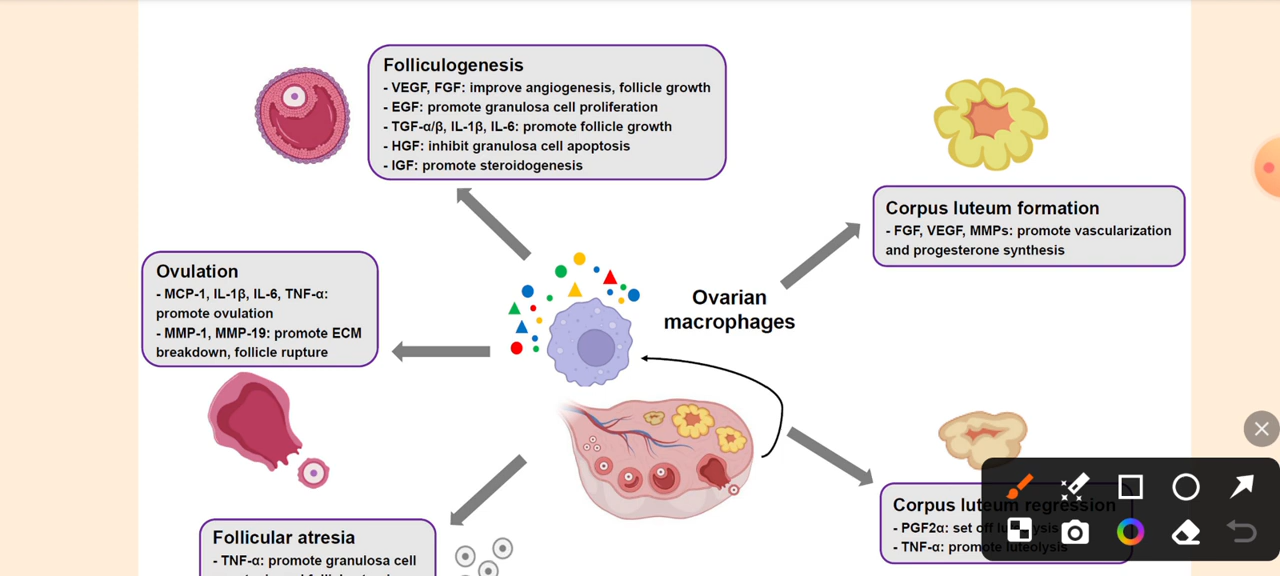 Folliculogenesis
- VEGF, FGF: improve angiogenesis, follicle growth
- EGF: promote granulosa cell proliferation
- TGF-α/β, IL-1β, IL-6: promote follicle growth
- HGF: inhibit granulosa cell apoptosis
- IGF: promote steroidogenesis
Corpus luteum formation
- FGF, VEGF, MMPs: promote vascularization
and progesterone synthesis
Ovulation
- MCP-1, IL-1β, IL-6, TNF-α:
promote ovulation
- MMP-1, MMP-19: promote ECM
breakdown, follicle rupture
Ovarian
macrophages
Corpus luteum regression
- PGF2α: set off luteolysis
- TNF-α: promote luteolysis
Follicular atresia
- TNF-α: promote granulosa cell